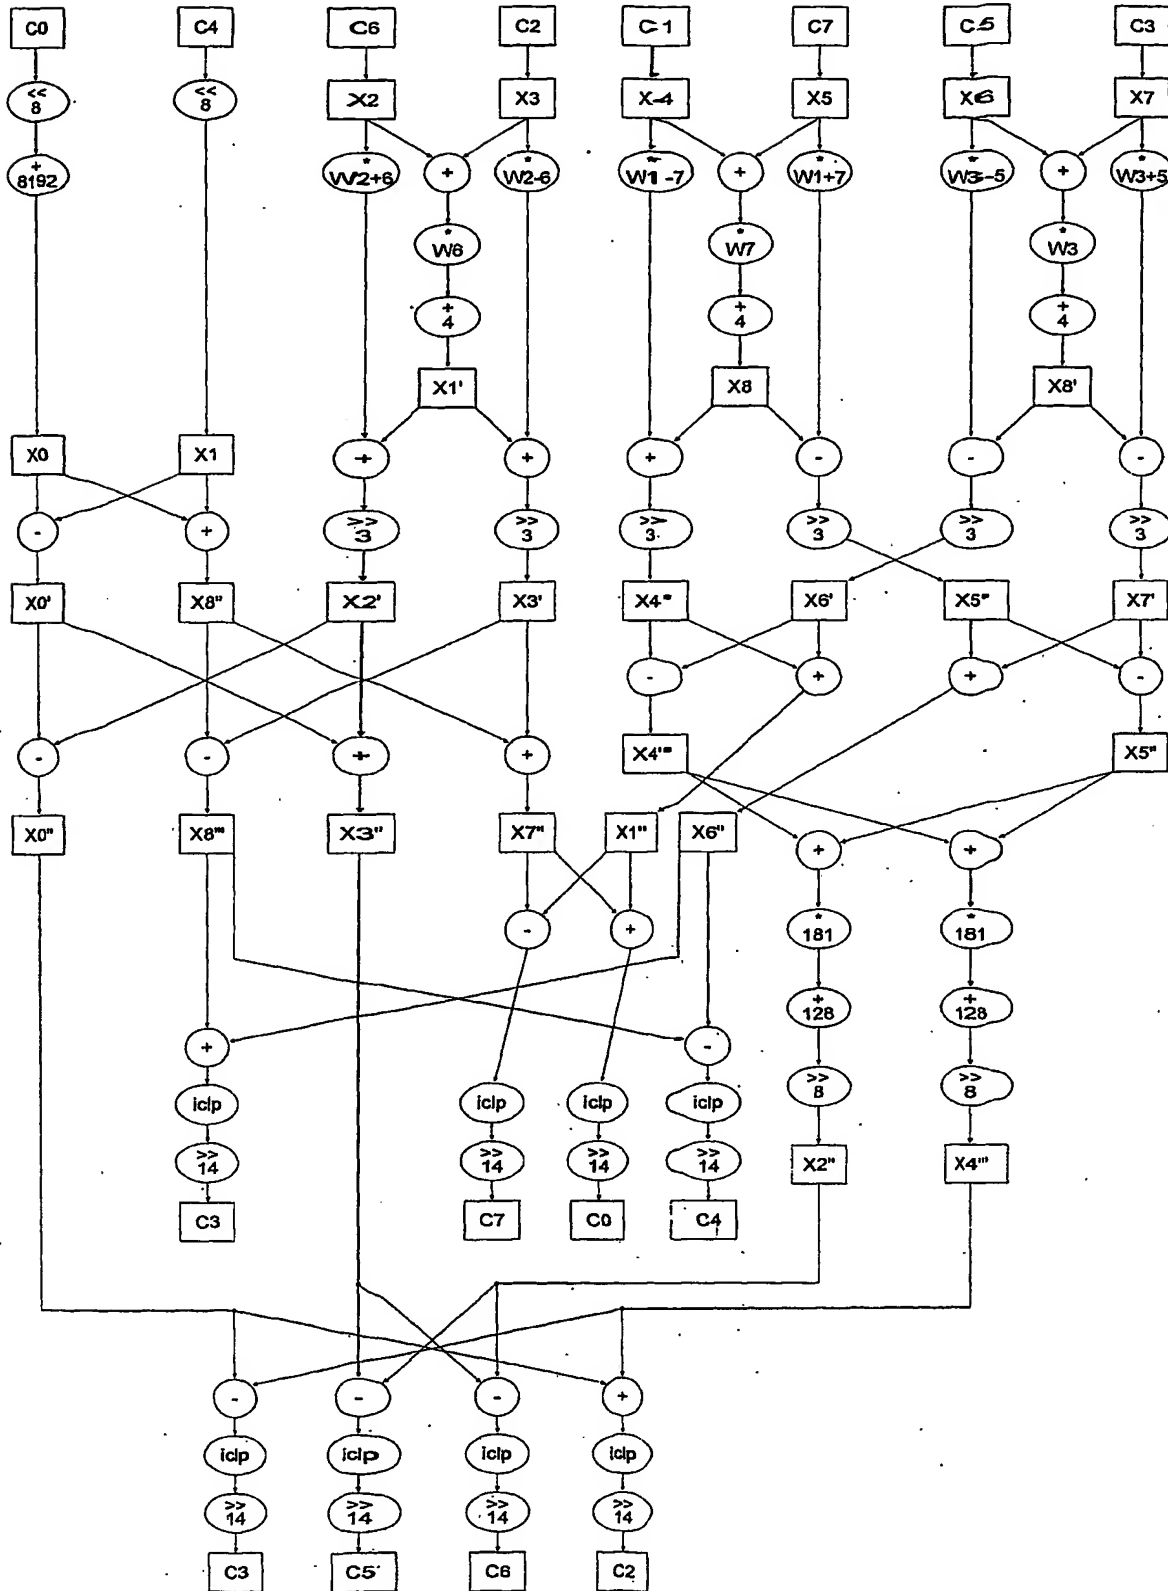 C0 C4 C6 C2 C-1 C7 C.5 C3
<< 8 << 8 X2 X3 X-4 X5 X6 X7
+ 8192 * W2+6 + * W2-6 * W1-7 + * W1+7 * W3-5 + * W3+5
* W6 * W7 * W3
+ 4 + 4 + 4
X1' X8 X8'
X0 X1 + + + - - -
- + >> 3 >> 3 >> 3 >> 3 >> 3 >> 3
X0' X8" X2' X3' X4" X6' X5" X7'
- + + -
- - + + X4'" X5"
X0" X8'" X3" X7" X1" X6" + +
- + * 181 * 181
+ 128 + 128
+ -
iclp iclp iclp iclp >> 8 >> 8
>> 14 >> 14 >> 14 >> 14 X2" X4'"
C3 C7 C0 C4
- - - +
iclp iclp iclp iclp
>> 14 >> 14 >> 14 >> 14
C3 C5' C6 C2